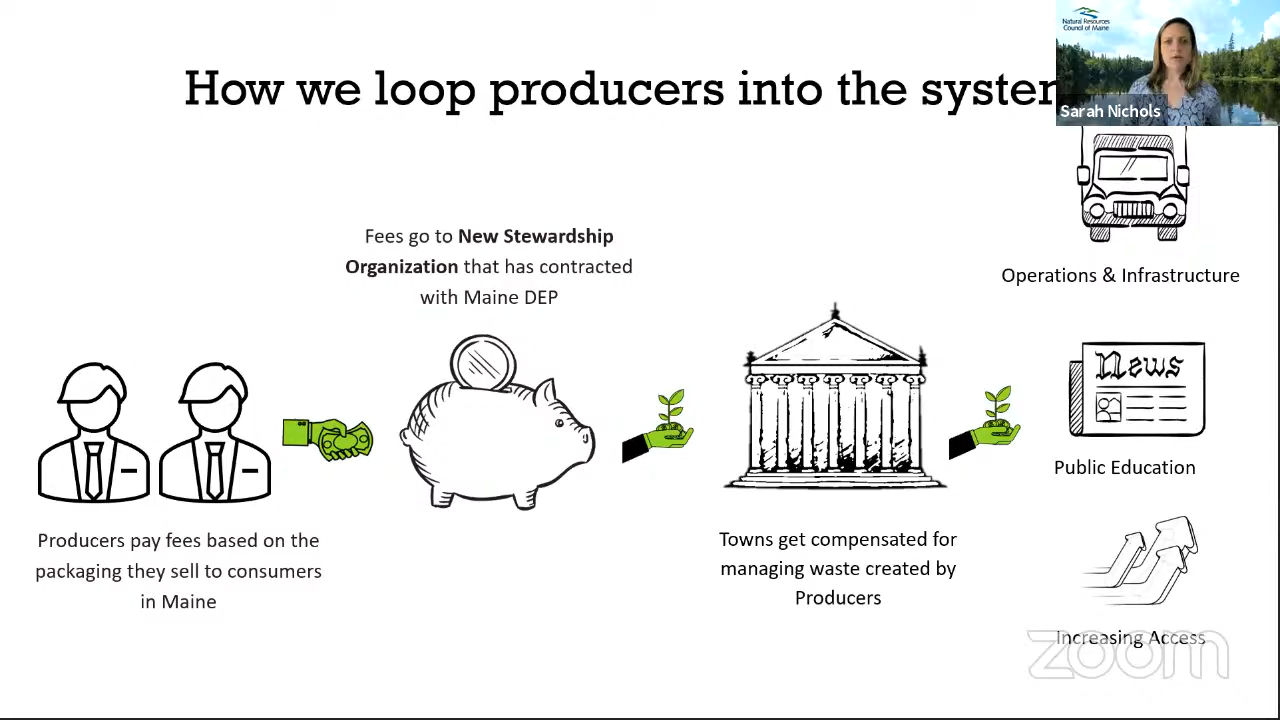 Natural Resources
Council of Maine
How we loop producers into the system
Sarah Nichols
Fees go to New Stewardship
Organization that has contracted
with Maine DEP
Operations & Infrastructure
News
Public Education
Producers pay fees based on the
packaging they sell to consumers
in Maine
Towns get compensated for
managing waste created by
Producers
Increasing Access
zoom